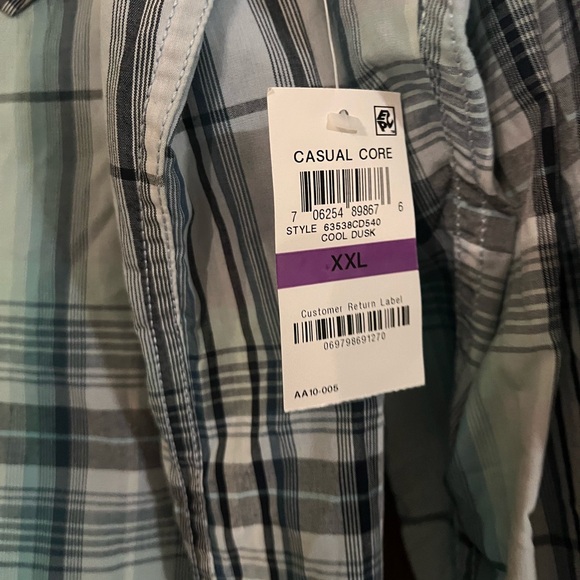 CASUAL CORE
7 06254 89867 6
STYLE 63538CD540
COOL DUSK
XXL
Customer Return Label
069798691270
AA10-005